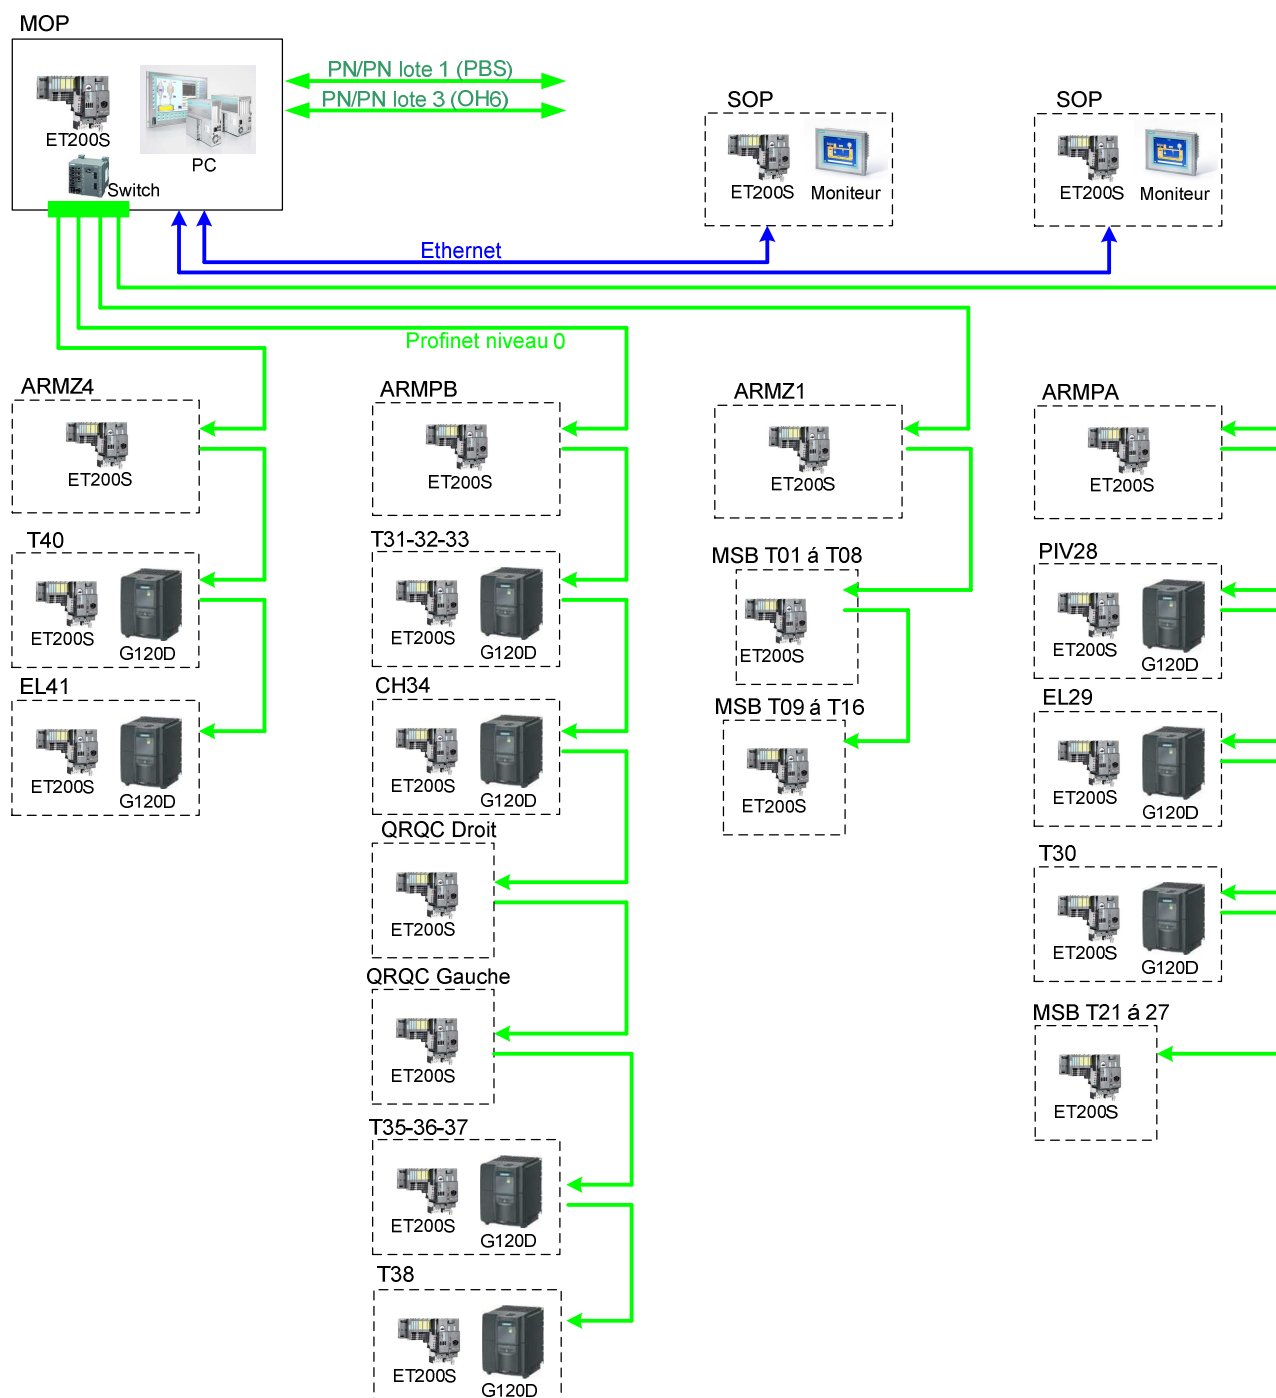 MOP
ET200S
PC
Switch
PN/PN lote 1 (PBS)
PN/PN lote 3 (OH6)
SOP
ET200S
Moniteur
SOP
ET200S
Moniteur
Ethernet
Profinet niveau 0
ARMZ4
ET200S
T40
ET200S
G120D
EL41
ET200S
G120D
ARMPB
ET200S
T31-32-33
ET200S
G120D
CH34
ET200S
G120D
QRQC Droit
ET200S
QRQC Gauche
ET200S
T35-36-37
ET200S
G120D
T38
ET200S
G120D
ARMZ1
ET200S
MSB T01 á T08
ET200S
MSB T09 á T16
ET200S
ARMPA
ET200S
PIV28
ET200S
G120D
EL29
ET200S
G120D
T30
ET200S
G120D
MSB T21 á 27
ET200S